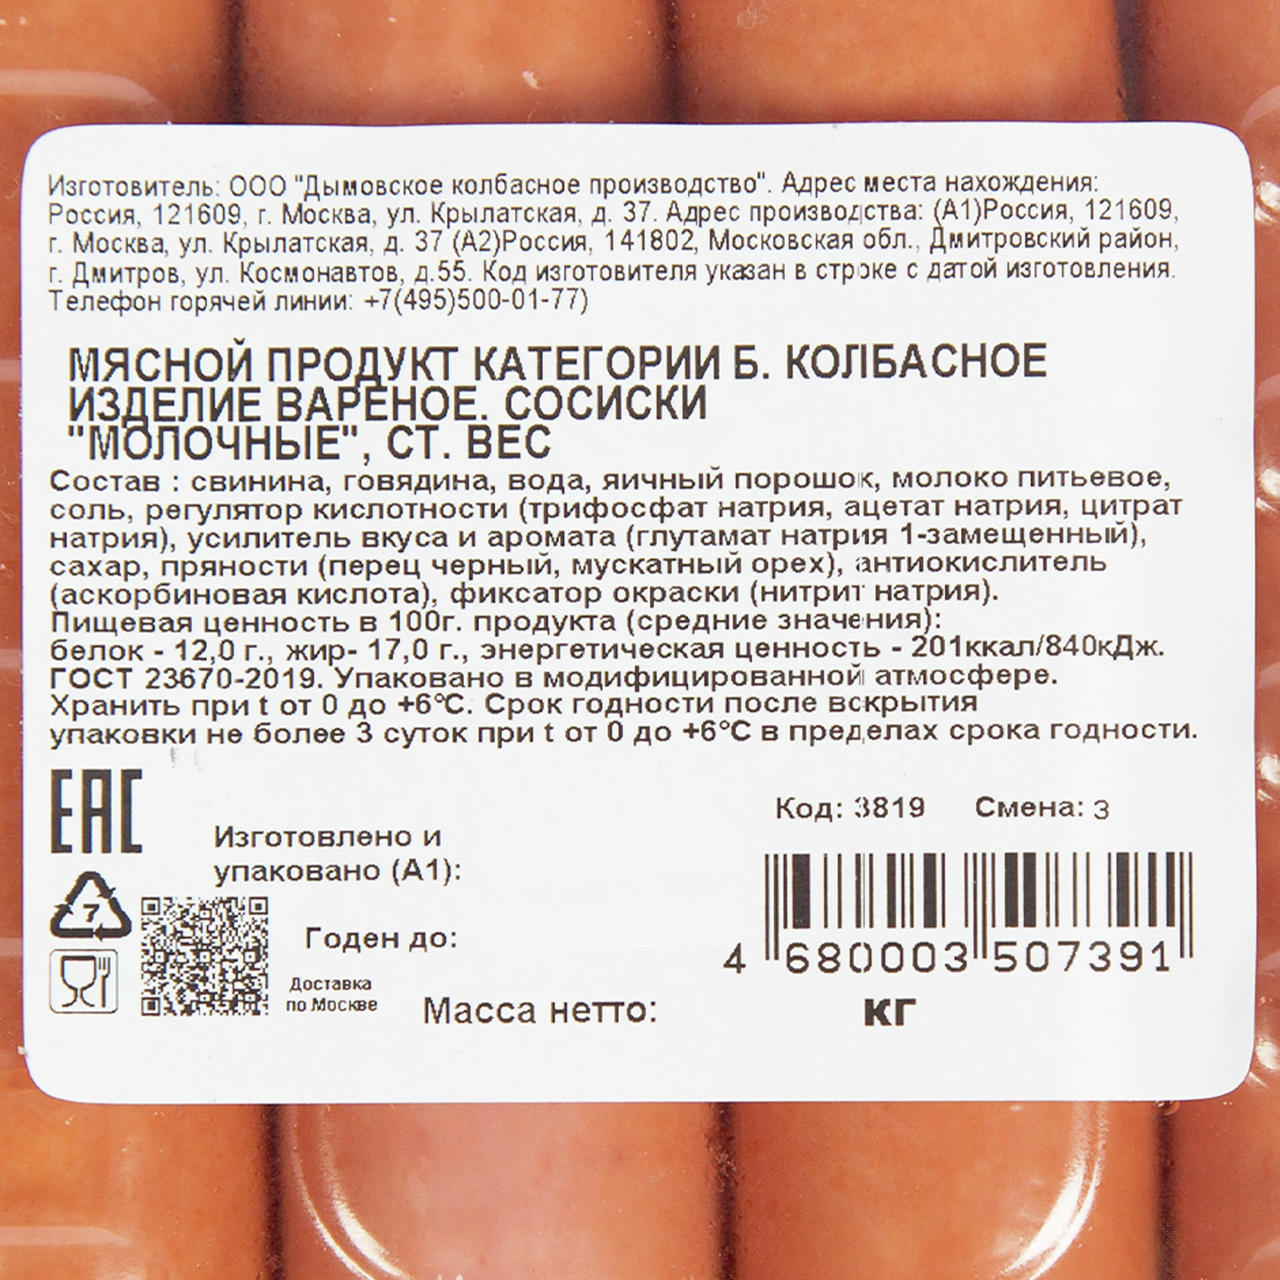 Изготовитель: ООО "Дымовское колбасное производство". Адрес места нахождения:
Россия, 121609, г. Москва, ул. Крылатская, д. 37. Адрес производства: (А1)Россия, 121609,
г. Москва, ул. Крылатская, д. 37 (А2)Россия, 141802, Московская обл., Дмитровский район,
г. Дмитров, ул. Космонавтов, д.55. Код изготовителя указан в строке с датой изготовления.
Телефон горячей линии: +7(495)500-01-77)
МЯСНОЙ ПРОДУКТ КАТЕГОРИИ Б. КОЛБАСНОЕ
ИЗДЕЛИЕ ВАРЕНОЕ. СОСИСКИ
"МОЛОЧНЫЕ", СТ. ВЕС
Состав : свинина, говядина, вода, яичный порошок, молоко питьевое,
соль, регулятор кислотности (трифосфат натрия, ацетат натрия, цитрат
натрия), усилитель вкуса и аромата (глутамат натрия 1-замещенный),
сахар, пряности (перец черный, мускатный орех), антиокислитель
(аскорбиновая кислота), фиксатор окраски (нитрит натрия).
Пищевая ценность в 100г. продукта (средние значения):
белок - 12,0 г., жир- 17,0 г., энергетическая ценность - 201ккал/840кДж.
ГОСТ 23670-2019. Упаковано в модифицированной атмосфере.
Хранить при t от 0 до +6°С. Срок годности после вскрытия
упаковки не более 3 суток при t от 0 до +6°С в пределах срока годности.
ЕАС
Код: 3819 Смена: 3
Изготовлено и
упаковано (А1):
7
Годен до:
4 680003 507391
Доставка
по Москве
Масса нетто: кг